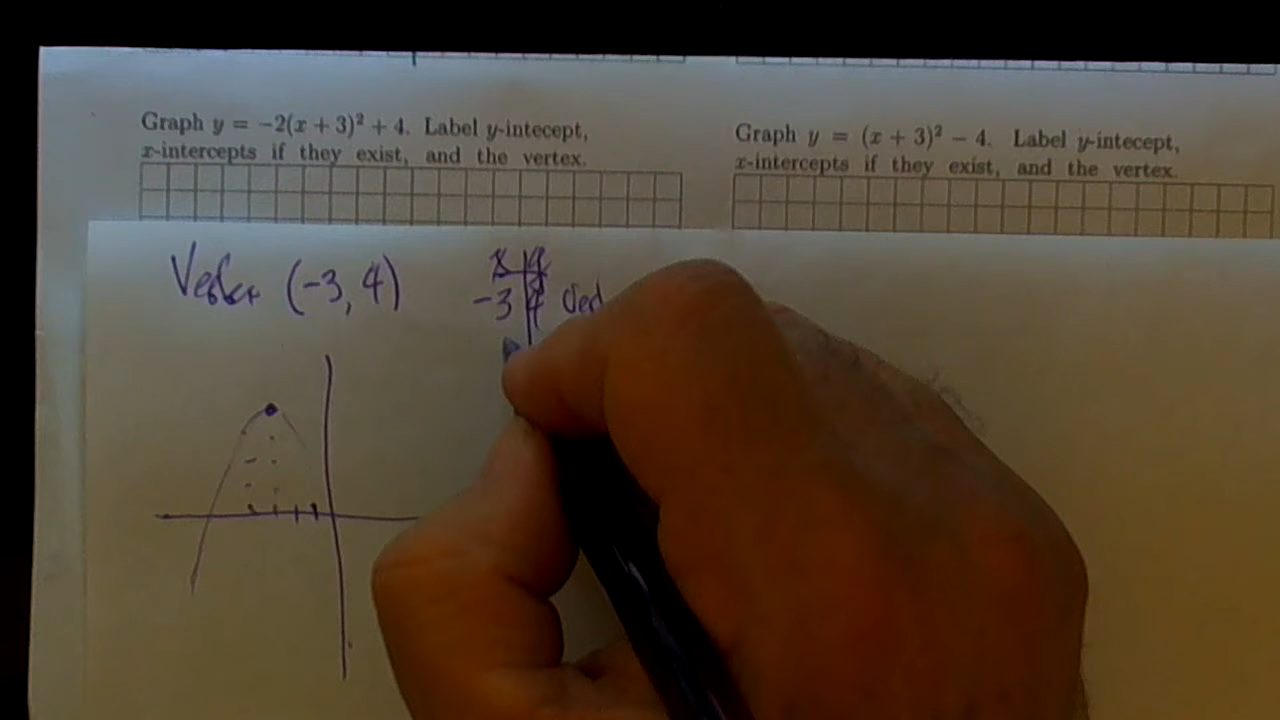 Graph y = −2(x + 3)² + 4. Label y-intecept,
x-intercepts if they exist, and the vertex.
Graph y = (x + 3)² − 4. Label y-intecept,
x-intercepts if they exist, and the vertex.
Vertex (-3, 4)
x y
-3 4